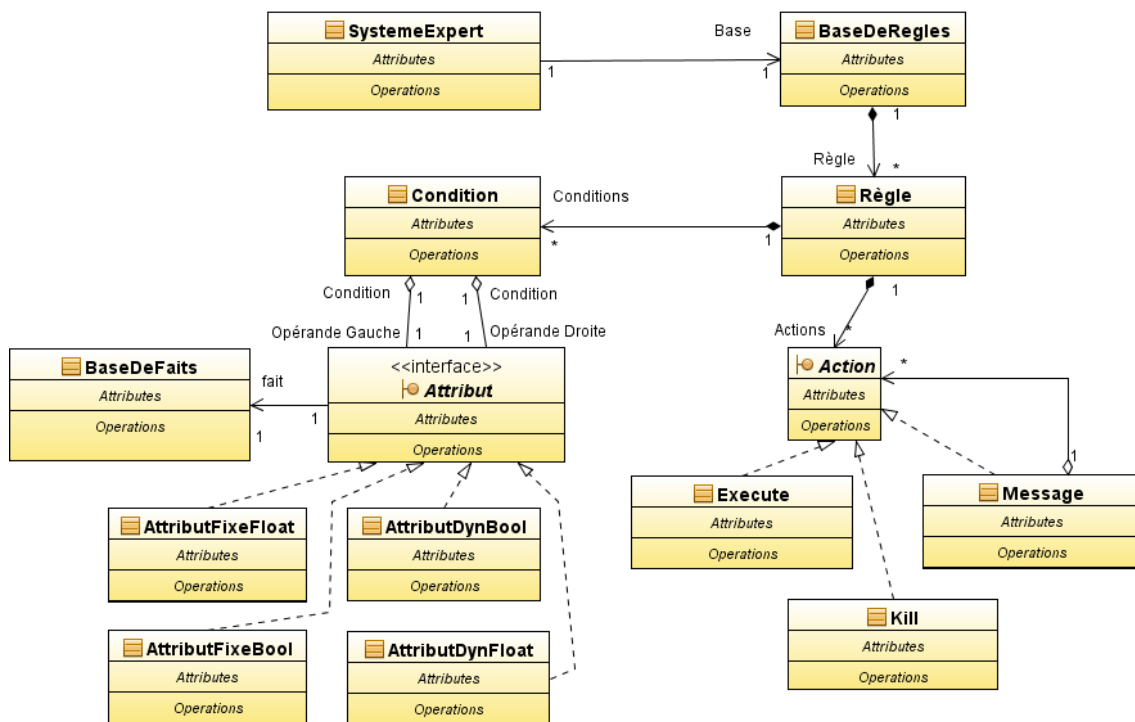 SystemeExpert
Attributes
Operations
Base
1
1
BaseDeRegles
Attributes
Operations
1
Règle
*
Condition
Attributes
Operations
Conditions
*
1
Règle
Attributes
Operations
1
Condition
1
1
Condition
Opérande Gauche
1
1
Opérande Droite
Actions
*
BaseDeFaits
Attributes
Operations
fait
1
1
<<interface>>
Attribut
Attributes
Operations
Action
Attributes
Operations
*
1
AttributFixeFloat
Attributes
Operations
AttributDynBool
Attributes
Operations
Execute
Attributes
Operations
Message
Attributes
Operations
AttributFixeBool
Attributes
Operations
AttributDynFloat
Attributes
Operations
Kill
Attributes
Operations